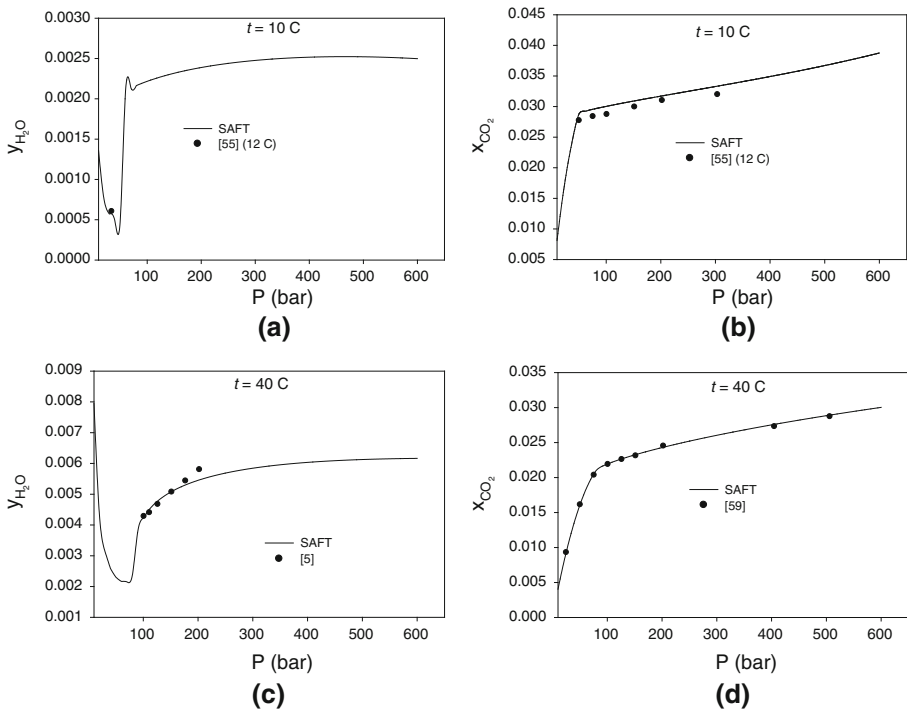 t = 10 C
0.0030
0.0025
0.0020
0.0015
0.0010
0.0005
0.0000
yH2O
SAFT
[55] (12 C)
100 200 300 400 500 600
P (bar)
(a)
t = 10 C
0.045
0.040
0.035
0.030
0.025
0.020
0.015
0.010
0.005
xCO2
SAFT
[55] (12 C)
100 200 300 400 500 600
P (bar)
(b)
t = 40 C
0.009
0.008
0.007
0.006
0.005
0.004
0.003
0.002
0.001
yH2O
SAFT
[5]
100 200 300 400 500 600
P (bar)
(c)
t = 40 C
0.035
0.030
0.025
0.020
0.015
0.010
0.005
0.000
xCO2
SAFT
[59]
100 200 300 400 500 600
P (bar)
(d)